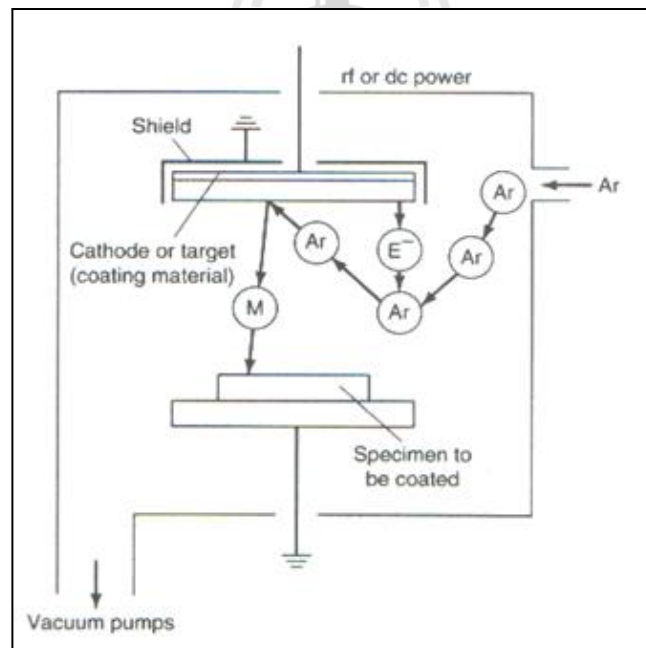 rf or dc power
Shield
Ar
Ar
Cathode or target
(coating material)
Ar
E⁻
Ar
M
Ar
Specimen to
be coated
Vacuum pumps